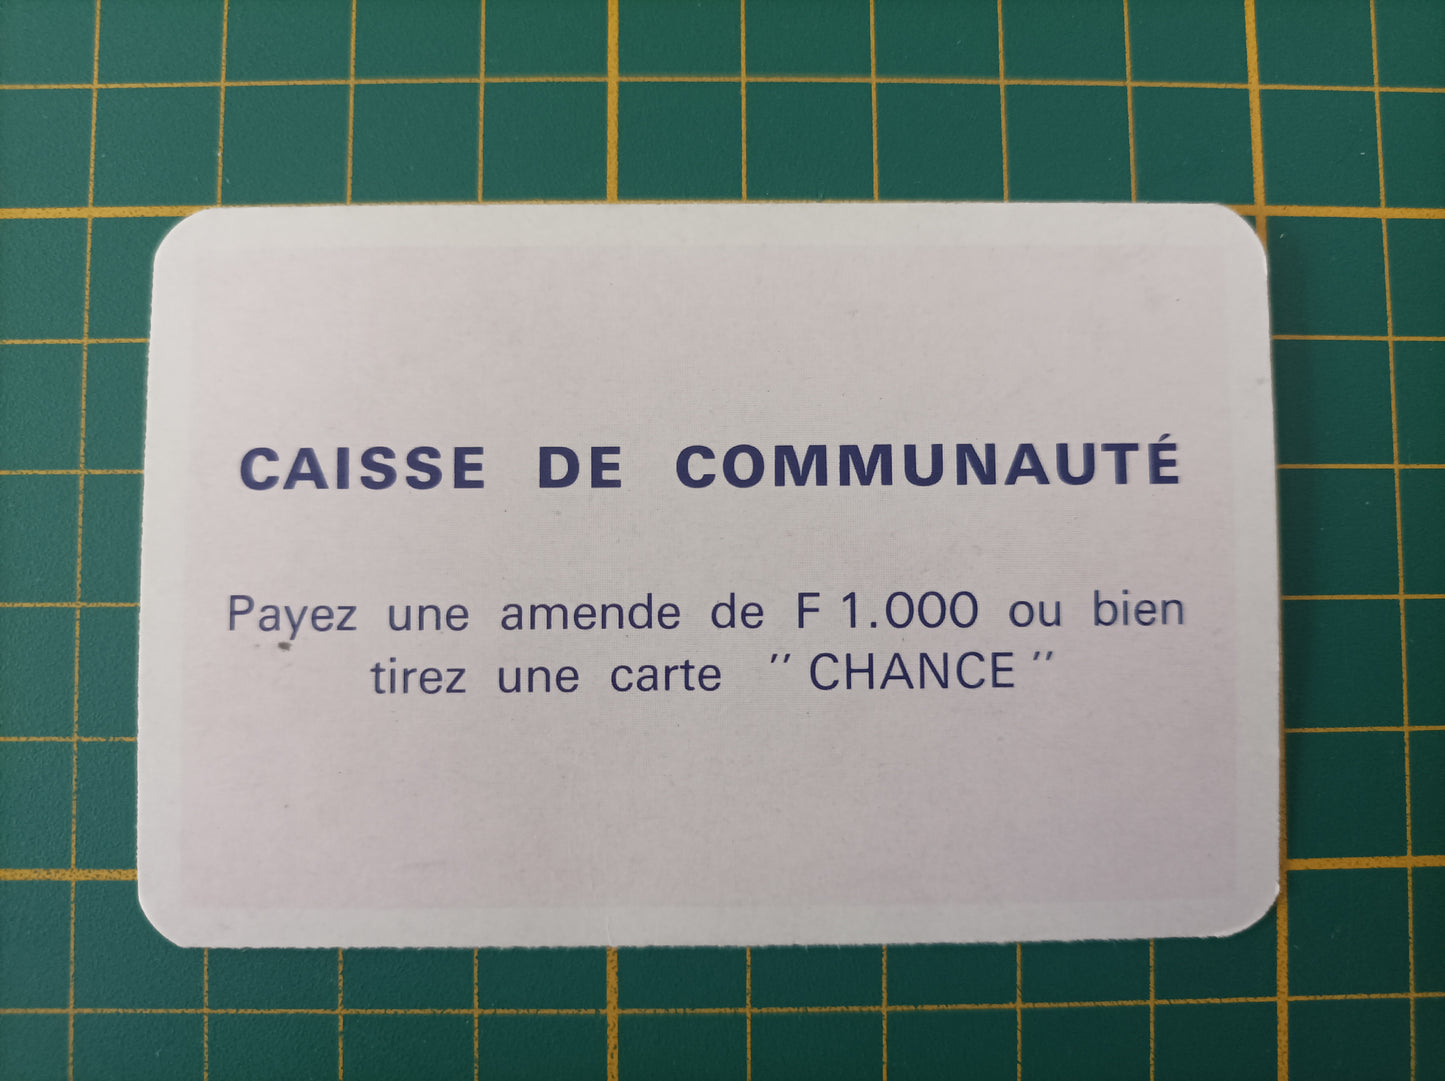 CAISSE DE COMMUNAUTÉ
Payez une amende de F 1.000 ou bien
tirez une carte " CHANCE "